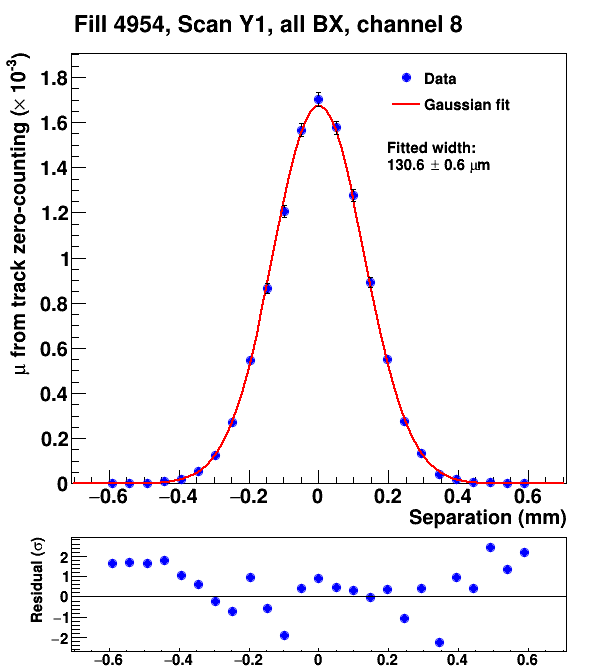 Fill 4954, Scan Y1, all BX, channel 8
μ from track zero-counting (× 10⁻³)
1.8
1.6
1.4
1.2
1
0.8
0.6
0.4
0.2
0
Data
Gaussian fit
Fitted width:
130.6 ± 0.6 μm
−0.6 −0.4 −0.2 0 0.2 0.4 0.6
Separation (mm)
Residual (σ)
2
1
0
−1
−2
−0.6 −0.4 −0.2 0 0.2 0.4 0.6